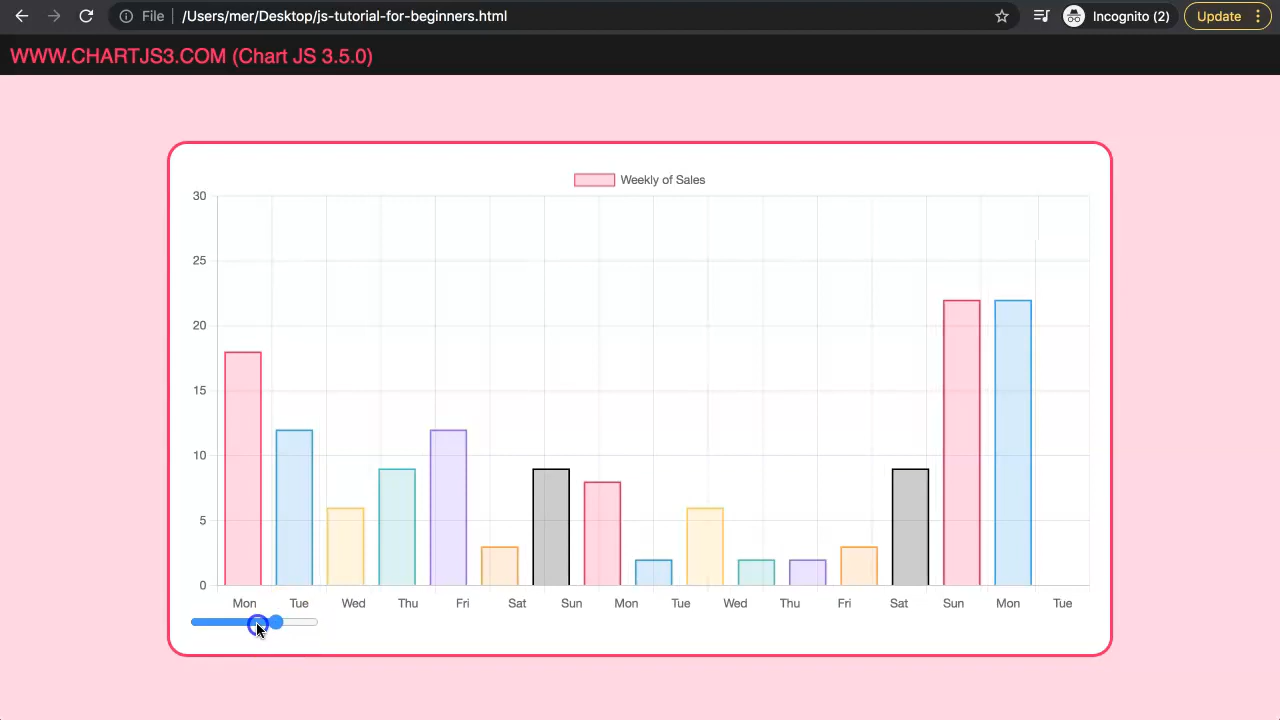 File /Users/mer/Desktop/js-tutorial-for-beginners.html Incognito (2) Update
WWW.CHARTJS3.COM (Chart JS 3.5.0)
Weekly of Sales
30
25
20
15
10
5
0
Mon Tue Wed Thu Fri Sat Sun Mon Tue Wed Thu Fri Sat Sun Mon Tue